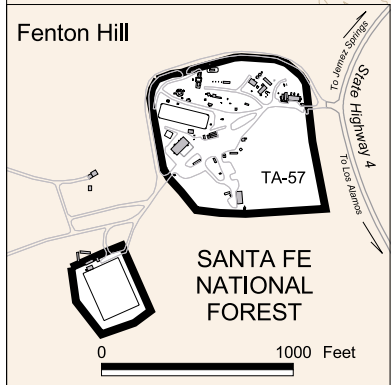 Fenton Hill
To Jemez Springs
State Highway 4
To Los Alamos
TA-57
SANTA FE
NATIONAL
FOREST
0 1000 Feet